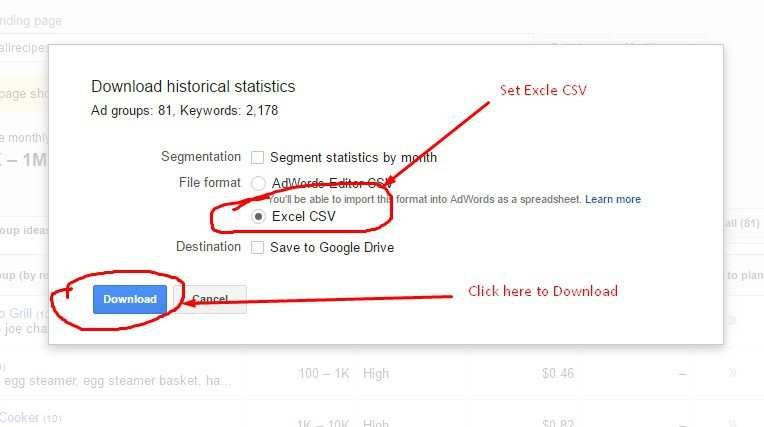 nding page
allrecipe
page sho
e monthly
– 1M
Download historical statistics
Ad groups: 81, Keywords: 2,178
Set Excle CSV
Segmentation Segment statistics by month
File format AdWords Editor CSV
You'll be able to import this format into AdWords as a spreadsheet. Learn more
Excel CSV
Destination Save to Google Drive
all (81)
oup ideas
oup (by re
to plan
Download Cancel
Click here to Download
o Grill (10
joe cha
egg steamer, egg steamer basket, ha... 100 – 1K High $0.46 –
Cooker (10) 1K – 10K High $0.82 –